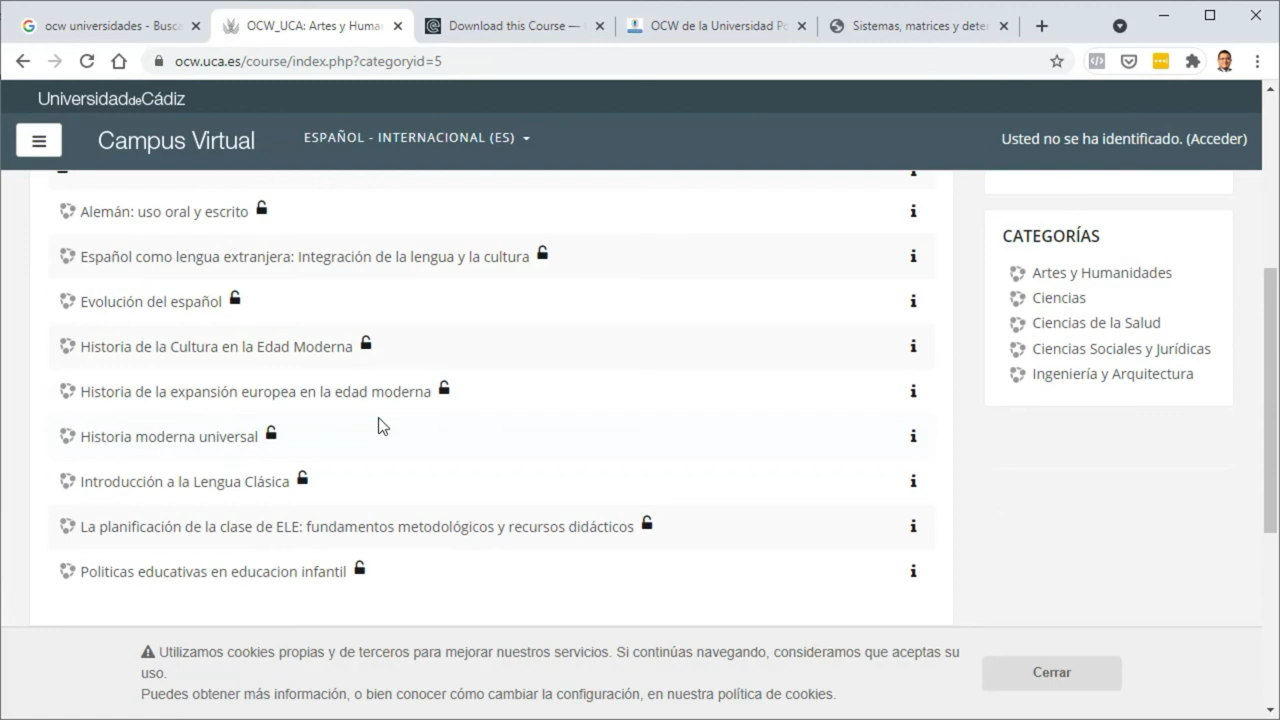 ocw universidades - Busca
OCW_UCA: Artes y Humar
Download this Course —
OCW de la Universidad Po
Sistemas, matrices y deter
ocw.uca.es/course/index.php?categoryid=5
UniversidaddeCádiz
Campus Virtual
ESPAÑOL - INTERNACIONAL (ES)
Usted no se ha identificado. (Acceder)
Alemán: uso oral y escrito
Español como lengua extranjera: Integración de la lengua y la cultura
Evolución del español
Historia de la Cultura en la Edad Moderna
Historia de la expansión europea en la edad moderna
Historia moderna universal
Introducción a la Lengua Clásica
La planificación de la clase de ELE: fundamentos metodológicos y recursos didácticos
Politicas educativas en educacion infantil
CATEGORÍAS
Artes y Humanidades
Ciencias
Ciencias de la Salud
Ciencias Sociales y Jurídicas
Ingeniería y Arquitectura
Utilizamos cookies propias y de terceros para mejorar nuestros servicios. Si continúas navegando, consideramos que aceptas su
uso.
Puedes obtener más información, o bien conocer cómo cambiar la configuración, en nuestra política de cookies.
Cerrar